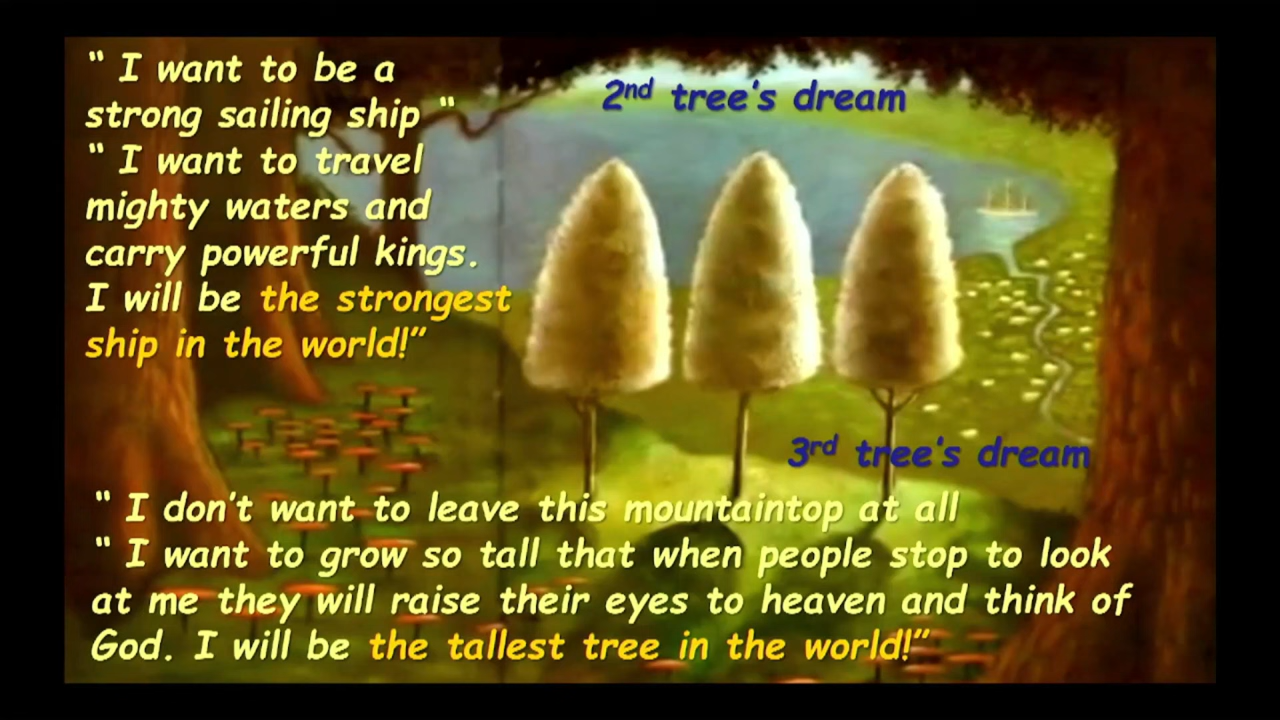 2nd tree's dream
“ I want to be a
strong sailing ship “
“ I want to travel
mighty waters and
carry powerful kings.
I will be the strongest
ship in the world!”
3rd tree's dream
“ I don't want to leave this mountaintop at all
“ I want to grow so tall that when people stop to look
at me they will raise their eyes to heaven and think of
God. I will be the tallest tree in the world!”